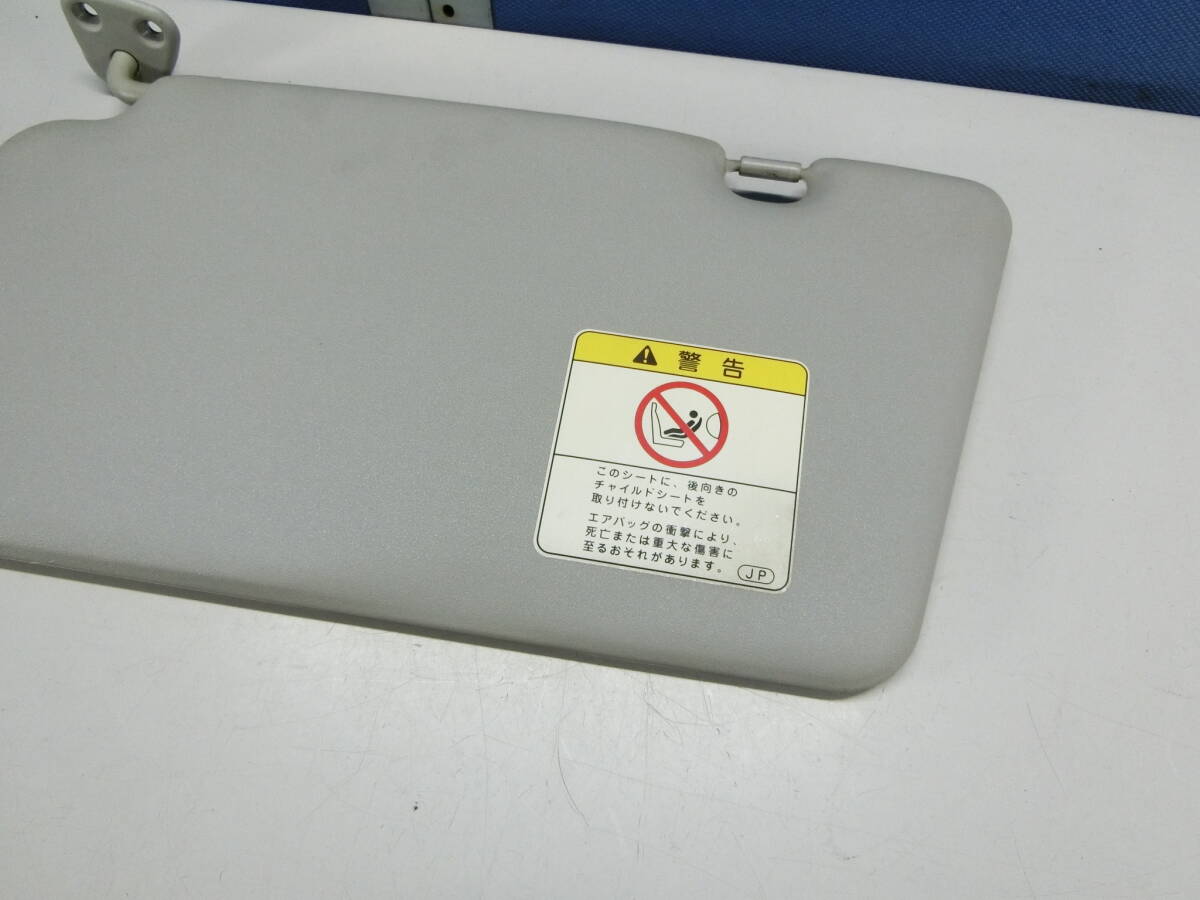 警告
このシートに、後向きの
チャイルドシートを
取り付けないでください。
エアバッグの衝撃により、
死亡または重大な傷害に
至るおそれがあります。
JP